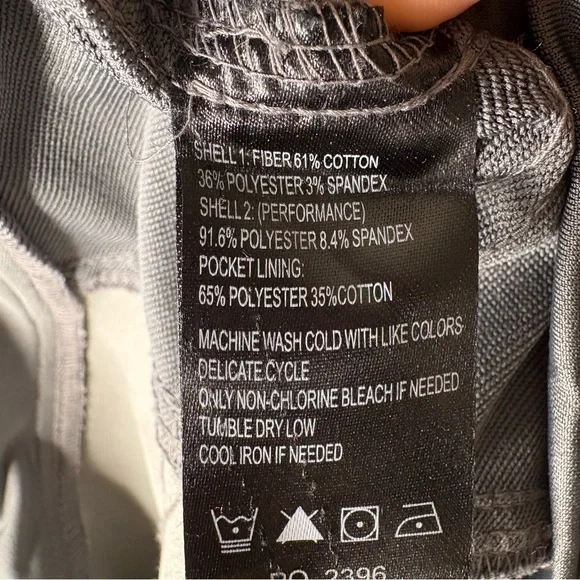 SHELL 1: FIBER 61% COTTON
36% POLYESTER 3% SPANDEX
SHELL 2: (PERFORMANCE)
91.6% POLYESTER 8.4% SPANDEX
POCKET LINING:
65% POLYESTER 35%COTTON
MACHINE WASH COLD WITH LIKE COLORS
DELICATE CYCLE
ONLY NON-CHLORINE BLEACH IF NEEDED
TUMBLE DRY LOW
COOL IRON IF NEEDED
PO 2396